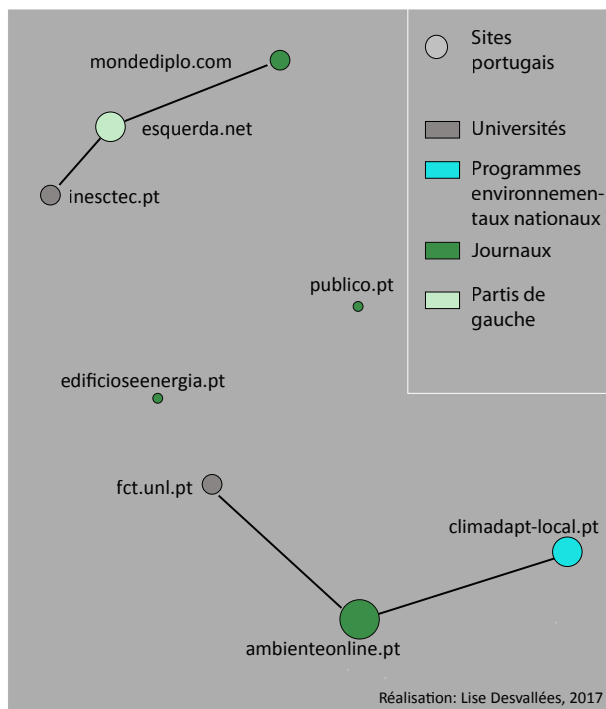 mondediplo.com
esquerda.net
inesctec.pt
publico.pt
edificioseenergia.pt
fct.unl.pt
climadapt-local.pt
ambienteonline.pt
Sites
portugais
Universités
Programmes
environnemen-
taux nationaux
Journaux
Partis de
gauche
Réalisation: Lise Desvallées, 2017